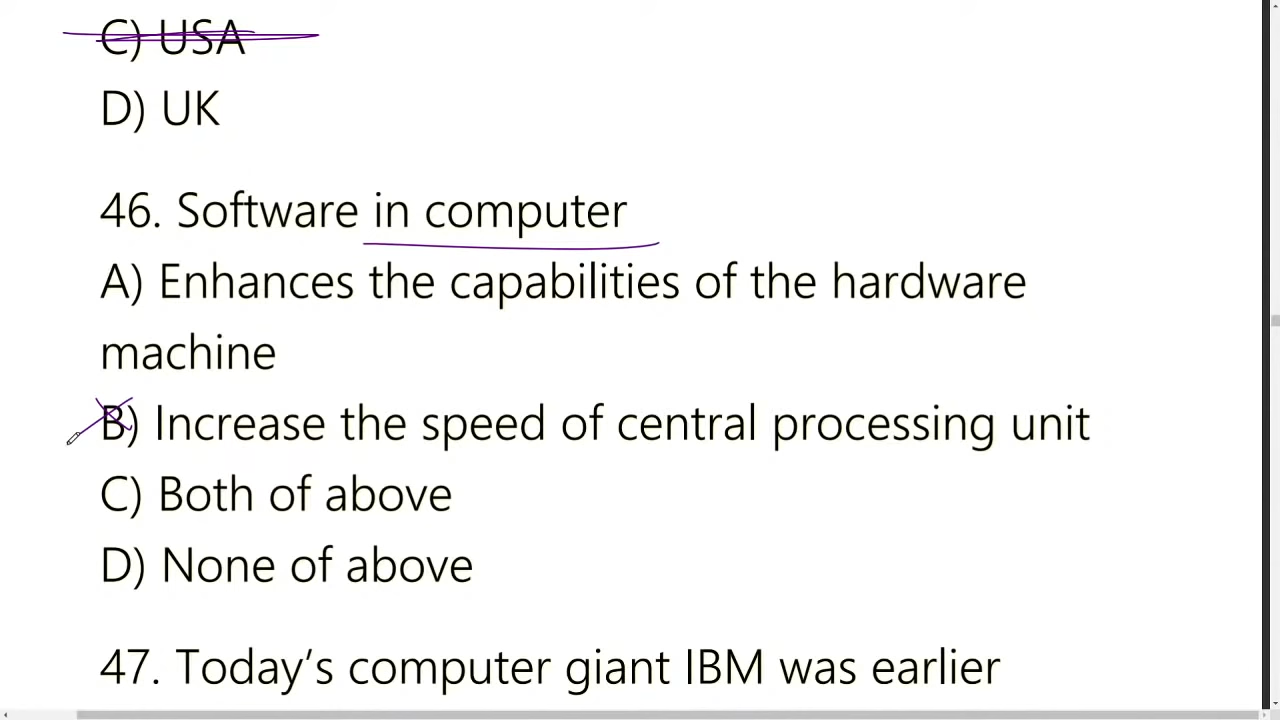 C) USA
D) UK
46. Software in computer
A) Enhances the capabilities of the hardware
machine
B) Increase the speed of central processing unit
C) Both of above
D) None of above
47. Today’s computer giant IBM was earlier